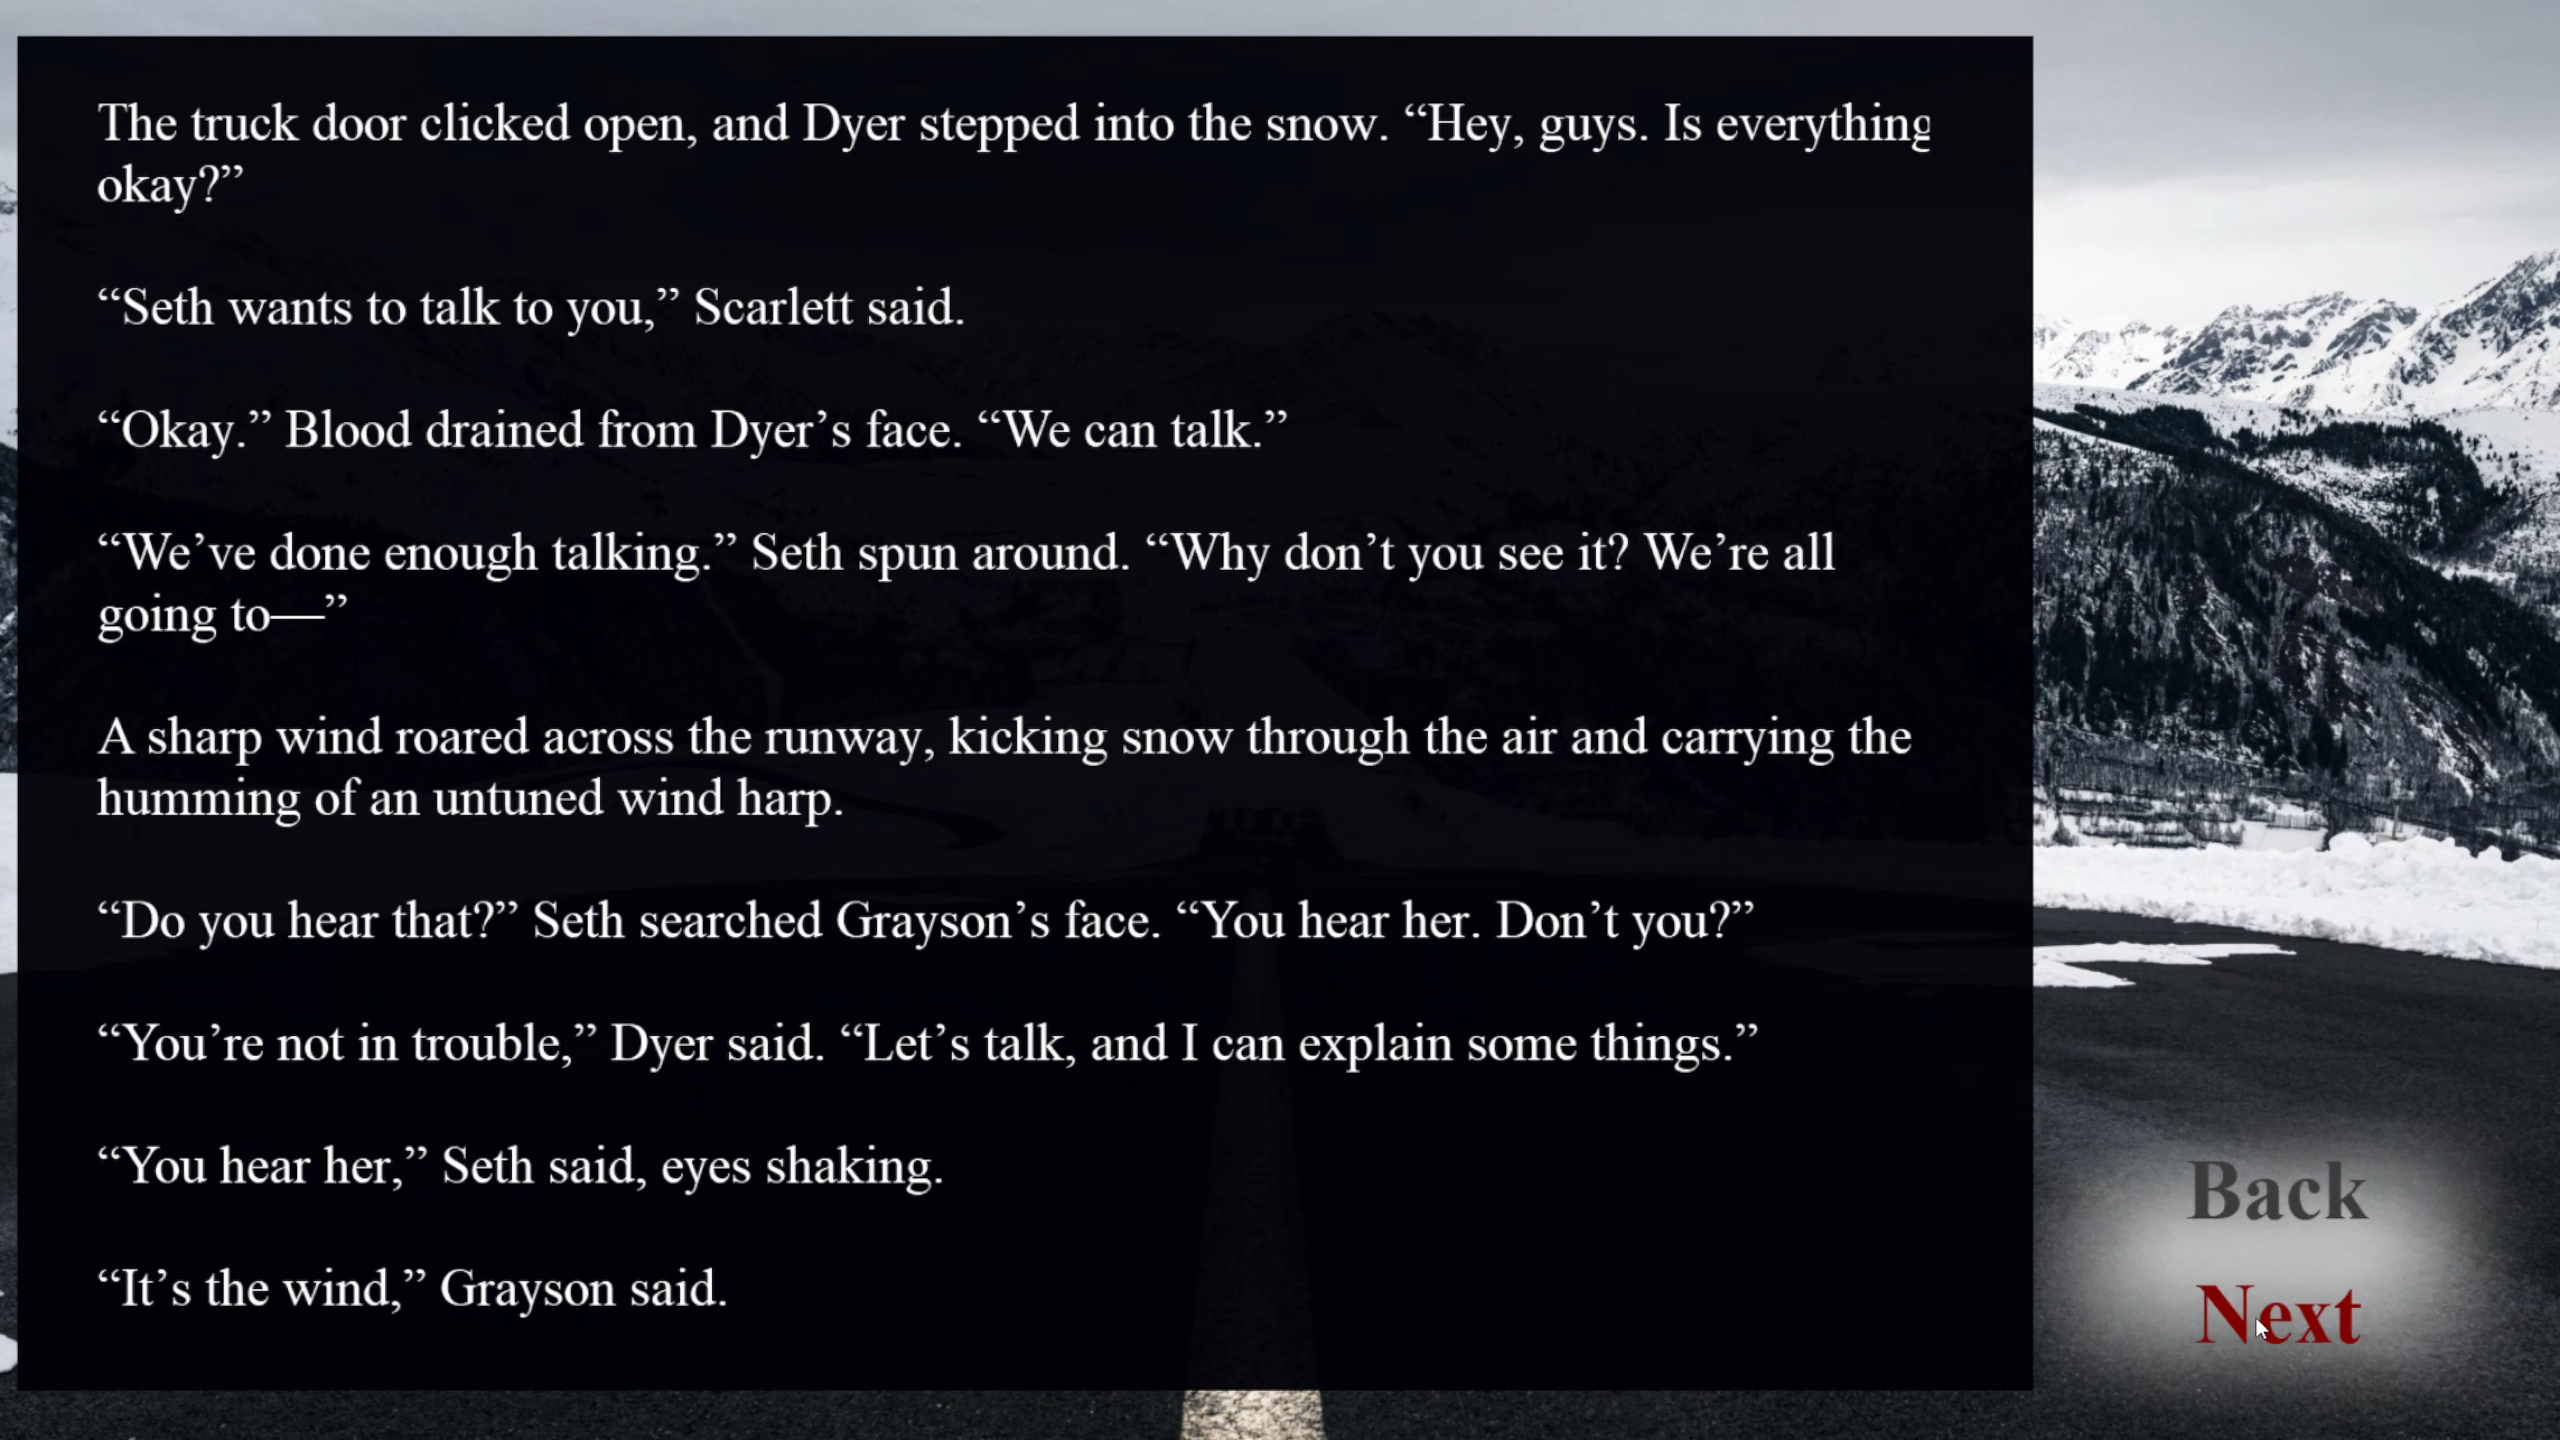 The truck door clicked open, and Dyer stepped into the snow. “Hey, guys. Is everything
okay?”
“Seth wants to talk to you,” Scarlett said.
“Okay.” Blood drained from Dyer’s face. “We can talk.”
“We’ve done enough talking.” Seth spun around. “Why don’t you see it? We’re all
going to—”
A sharp wind roared across the runway, kicking snow through the air and carrying the
humming of an untuned wind harp.
“Do you hear that?” Seth searched Grayson’s face. “You hear her. Don’t you?”
“You’re not in trouble,” Dyer said. “Let’s talk, and I can explain some things.”
“You hear her,” Seth said, eyes shaking.
“It’s the wind,” Grayson said.
Back
Next